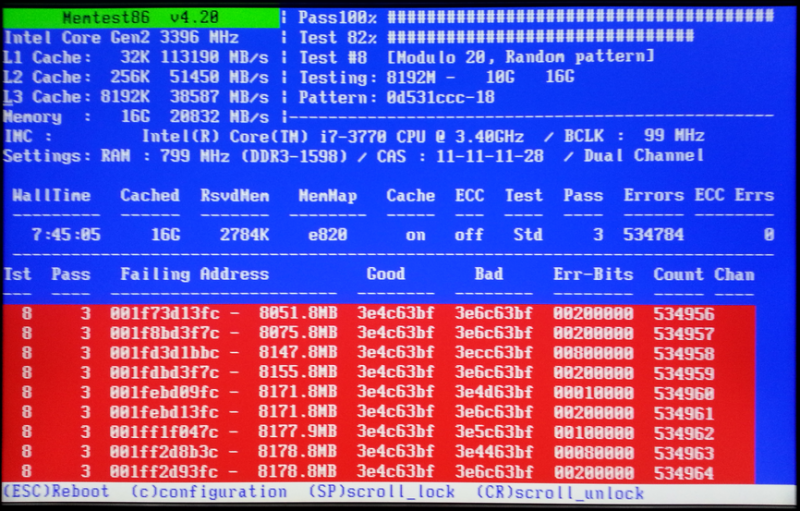 Memtest86  v4.20 | Pass100% #######################################
Intel Core Gen2 3396 MHz | Test 82% ###############################
L1 Cache:   32K 113190 MB/s | Test #8  [Modulo 20, Random pattern]
L2 Cache:  256K  51450 MB/s | Testing: 8192M -   10G   16G
L3 Cache: 8192K  38587 MB/s | Pattern: 0d531ccc-18
Memory  :   16G  20832 MB/s |-------------------------------------------------
IMC :         Intel(R) Core(TM) i7-3770 CPU @ 3.40GHz  / BCLK :  99 MHz
Settings: RAM : 799 MHz (DDR3-1598) / CAS : 11-11-11-28  / Dual Channel
WallTime   Cached  RsvdMem   MemMap   Cache  ECC  Test  Pass  Errors ECC Errs
---------  ------  -------  --------  -----  ---  ----  ----  ------ --------
7:45:05     16G    2784K    e820      on   off   Std     3  534784        0
------------------------------------------------------------------------------
Tst  Pass   Failing Address          Good       Bad     Err-Bits  Count Chan
---  ----  -----------------------  --------  --------  --------  ----- ----
8     3  001f73d13fc -  8051.8MB  3e4c63bf  3e6c63bf  00200000  534956
8     3  001f8bd3f7c -  8075.8MB  3e4c63bf  3e6c63bf  00200000  534957
8     3  001fd3d1bbc -  8147.8MB  3e4c63bf  3ecc63bf  00800000  534958
8     3  001fdbd3f7c -  8155.8MB  3e4c63bf  3e6c63bf  00200000  534959
8     3  001febd09fc -  8171.8MB  3e4c63bf  3e4d63bf  00010000  534960
8     3  001febd13fc -  8171.8MB  3e4c63bf  3e6c63bf  00200000  534961
8     3  001ff1f047c -  8177.9MB  3e4c63bf  3e5c63bf  00100000  534962
8     3  001ff2d8b3c -  8178.8MB  3e4c63bf  3e4463bf  00080000  534963
8     3  001ff2d93fc -  8178.8MB  3e4c63bf  3e6c63bf  00200000  534964
(ESC)Reboot  (c)configuration  (SP)scroll_lock  (CR)scroll_unlock